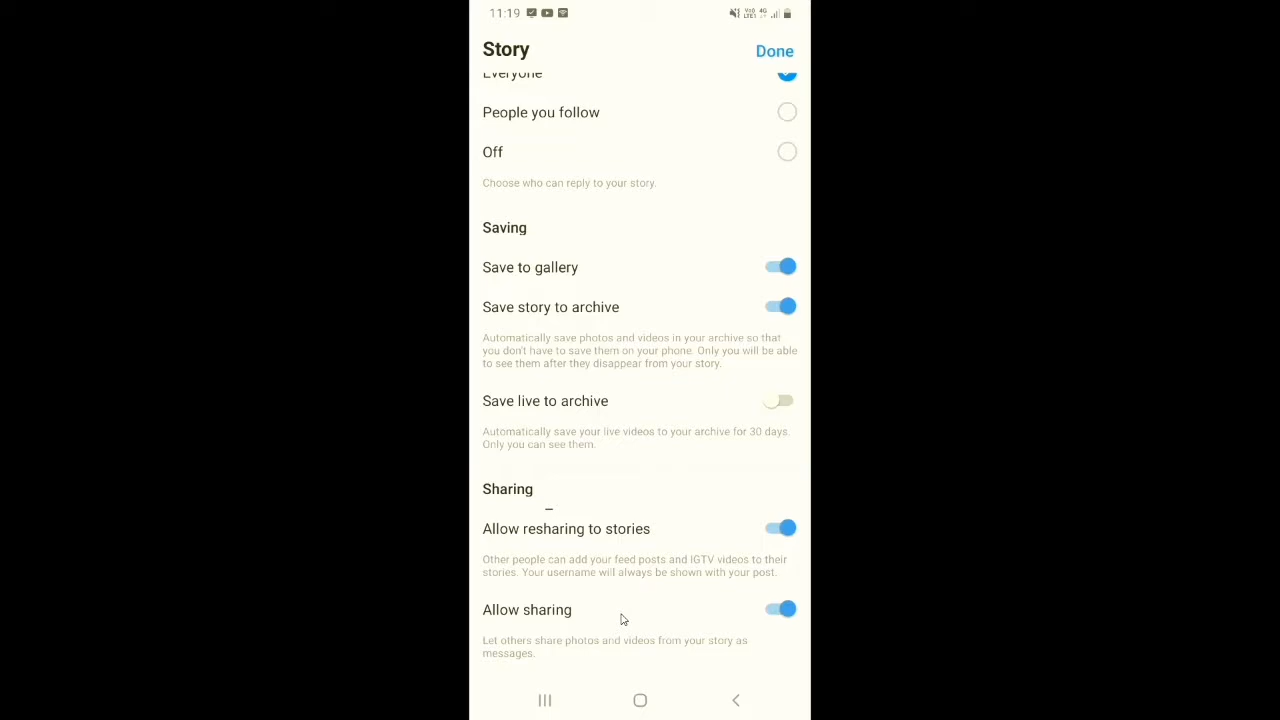 11:19
Vo)) 4G
LTE1
Story
Done
Everyone
People you follow
Off
Choose who can reply to your story.
Saving
Save to gallery
Save story to archive
Automatically save photos and videos in your archive so that
you don't have to save them on your phone. Only you will be able
to see them after they disappear from your story.
Save live to archive
Automatically save your live videos to your archive for 30 days.
Only you can see them.
Sharing
Allow resharing to stories
Other people can add your feed posts and IGTV videos to their
stories. Your username will always be shown with your post.
Allow sharing
Let others share photos and videos from your story as
messages.